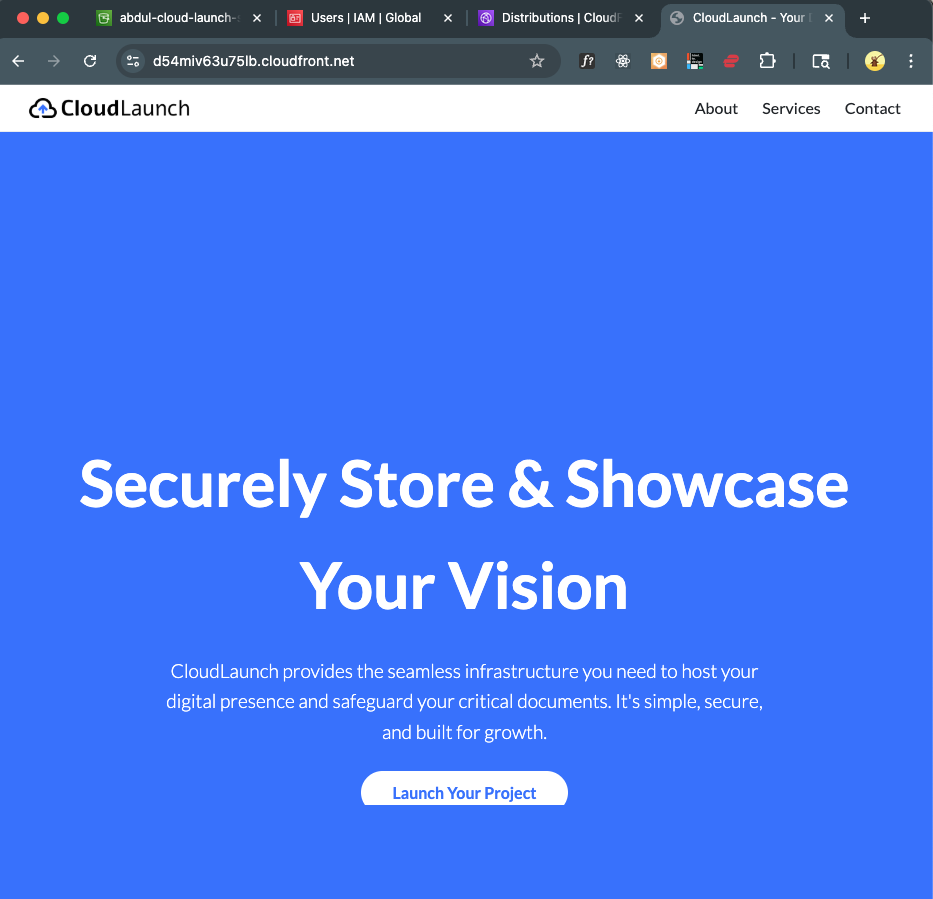 abdul-cloud-launch-
Users | IAM | Global
Distributions | CloudF
CloudLaunch - Your
d54miv63u75lb.cloudfront.net
f?
CloudLaunch
About
Services
Contact
Securely Store & Showcase
Your Vision
CloudLaunch provides the seamless infrastructure you need to host your
digital presence and safeguard your critical documents. It's simple, secure,
and built for growth.
Launch Your Project